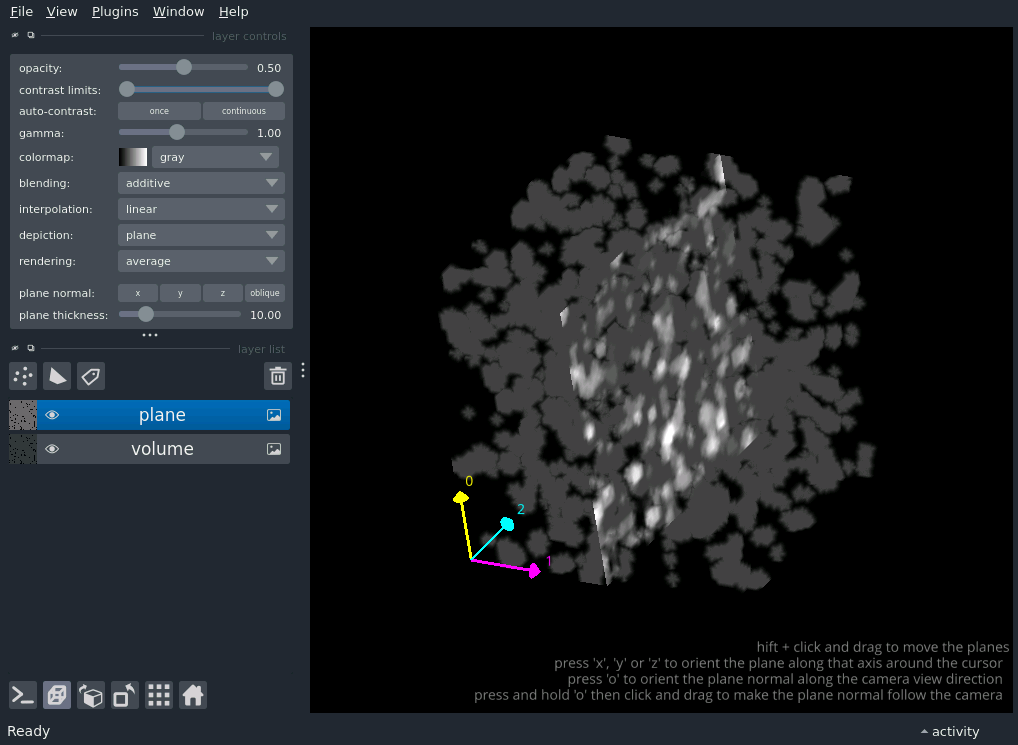 File View Plugins Window Help
layer controls
opacity: 0.50
contrast limits:
auto-contrast: once continuous
gamma: 1.00
colormap: gray
blending: additive
interpolation: linear
depiction: plane
rendering: average
plane normal: x y z oblique
plane thickness: 10.00
layer list
plane
volume
0
2
1
hift + click and drag to move the planes
press 'x', 'y' or 'z' to orient the plane along that axis around the cursor
press 'o' to orient the plane normal along the camera view direction
press and hold 'o' then click and drag to make the plane normal follow the camera
Ready
activity